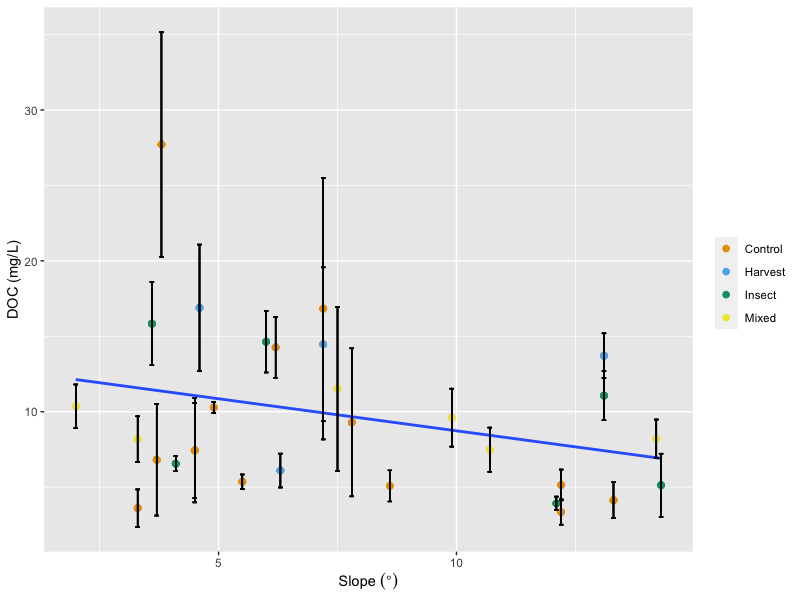 30
20
10
DOC (mg/L)
5
10
Slope (°)
Control
Harvest
Insect
Mixed